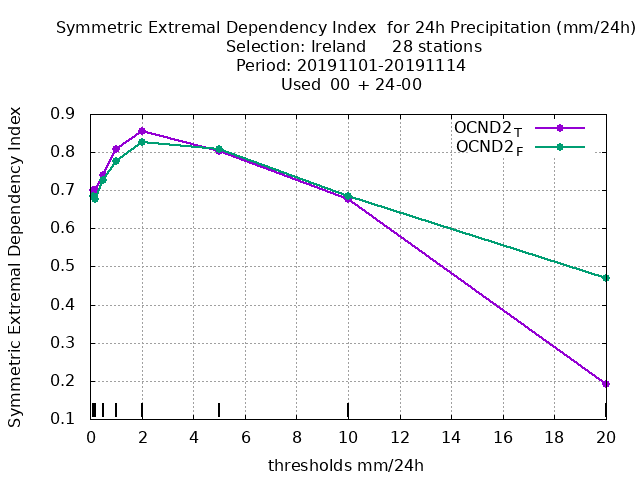 Symmetric Extremal Dependency Index  for 24h Precipitation (mm/24h)
Selection: Ireland     28 stations
Period: 20191101-20191114
Used  00 + 24-00
Symmetric Extremal Dependency Index
0.9
0.8
0.7
0.6
0.5
0.4
0.3
0.2
0.1
OCND2T
OCND2F
0 2 4 6 8 10 12 14 16 18 20
thresholds mm/24h